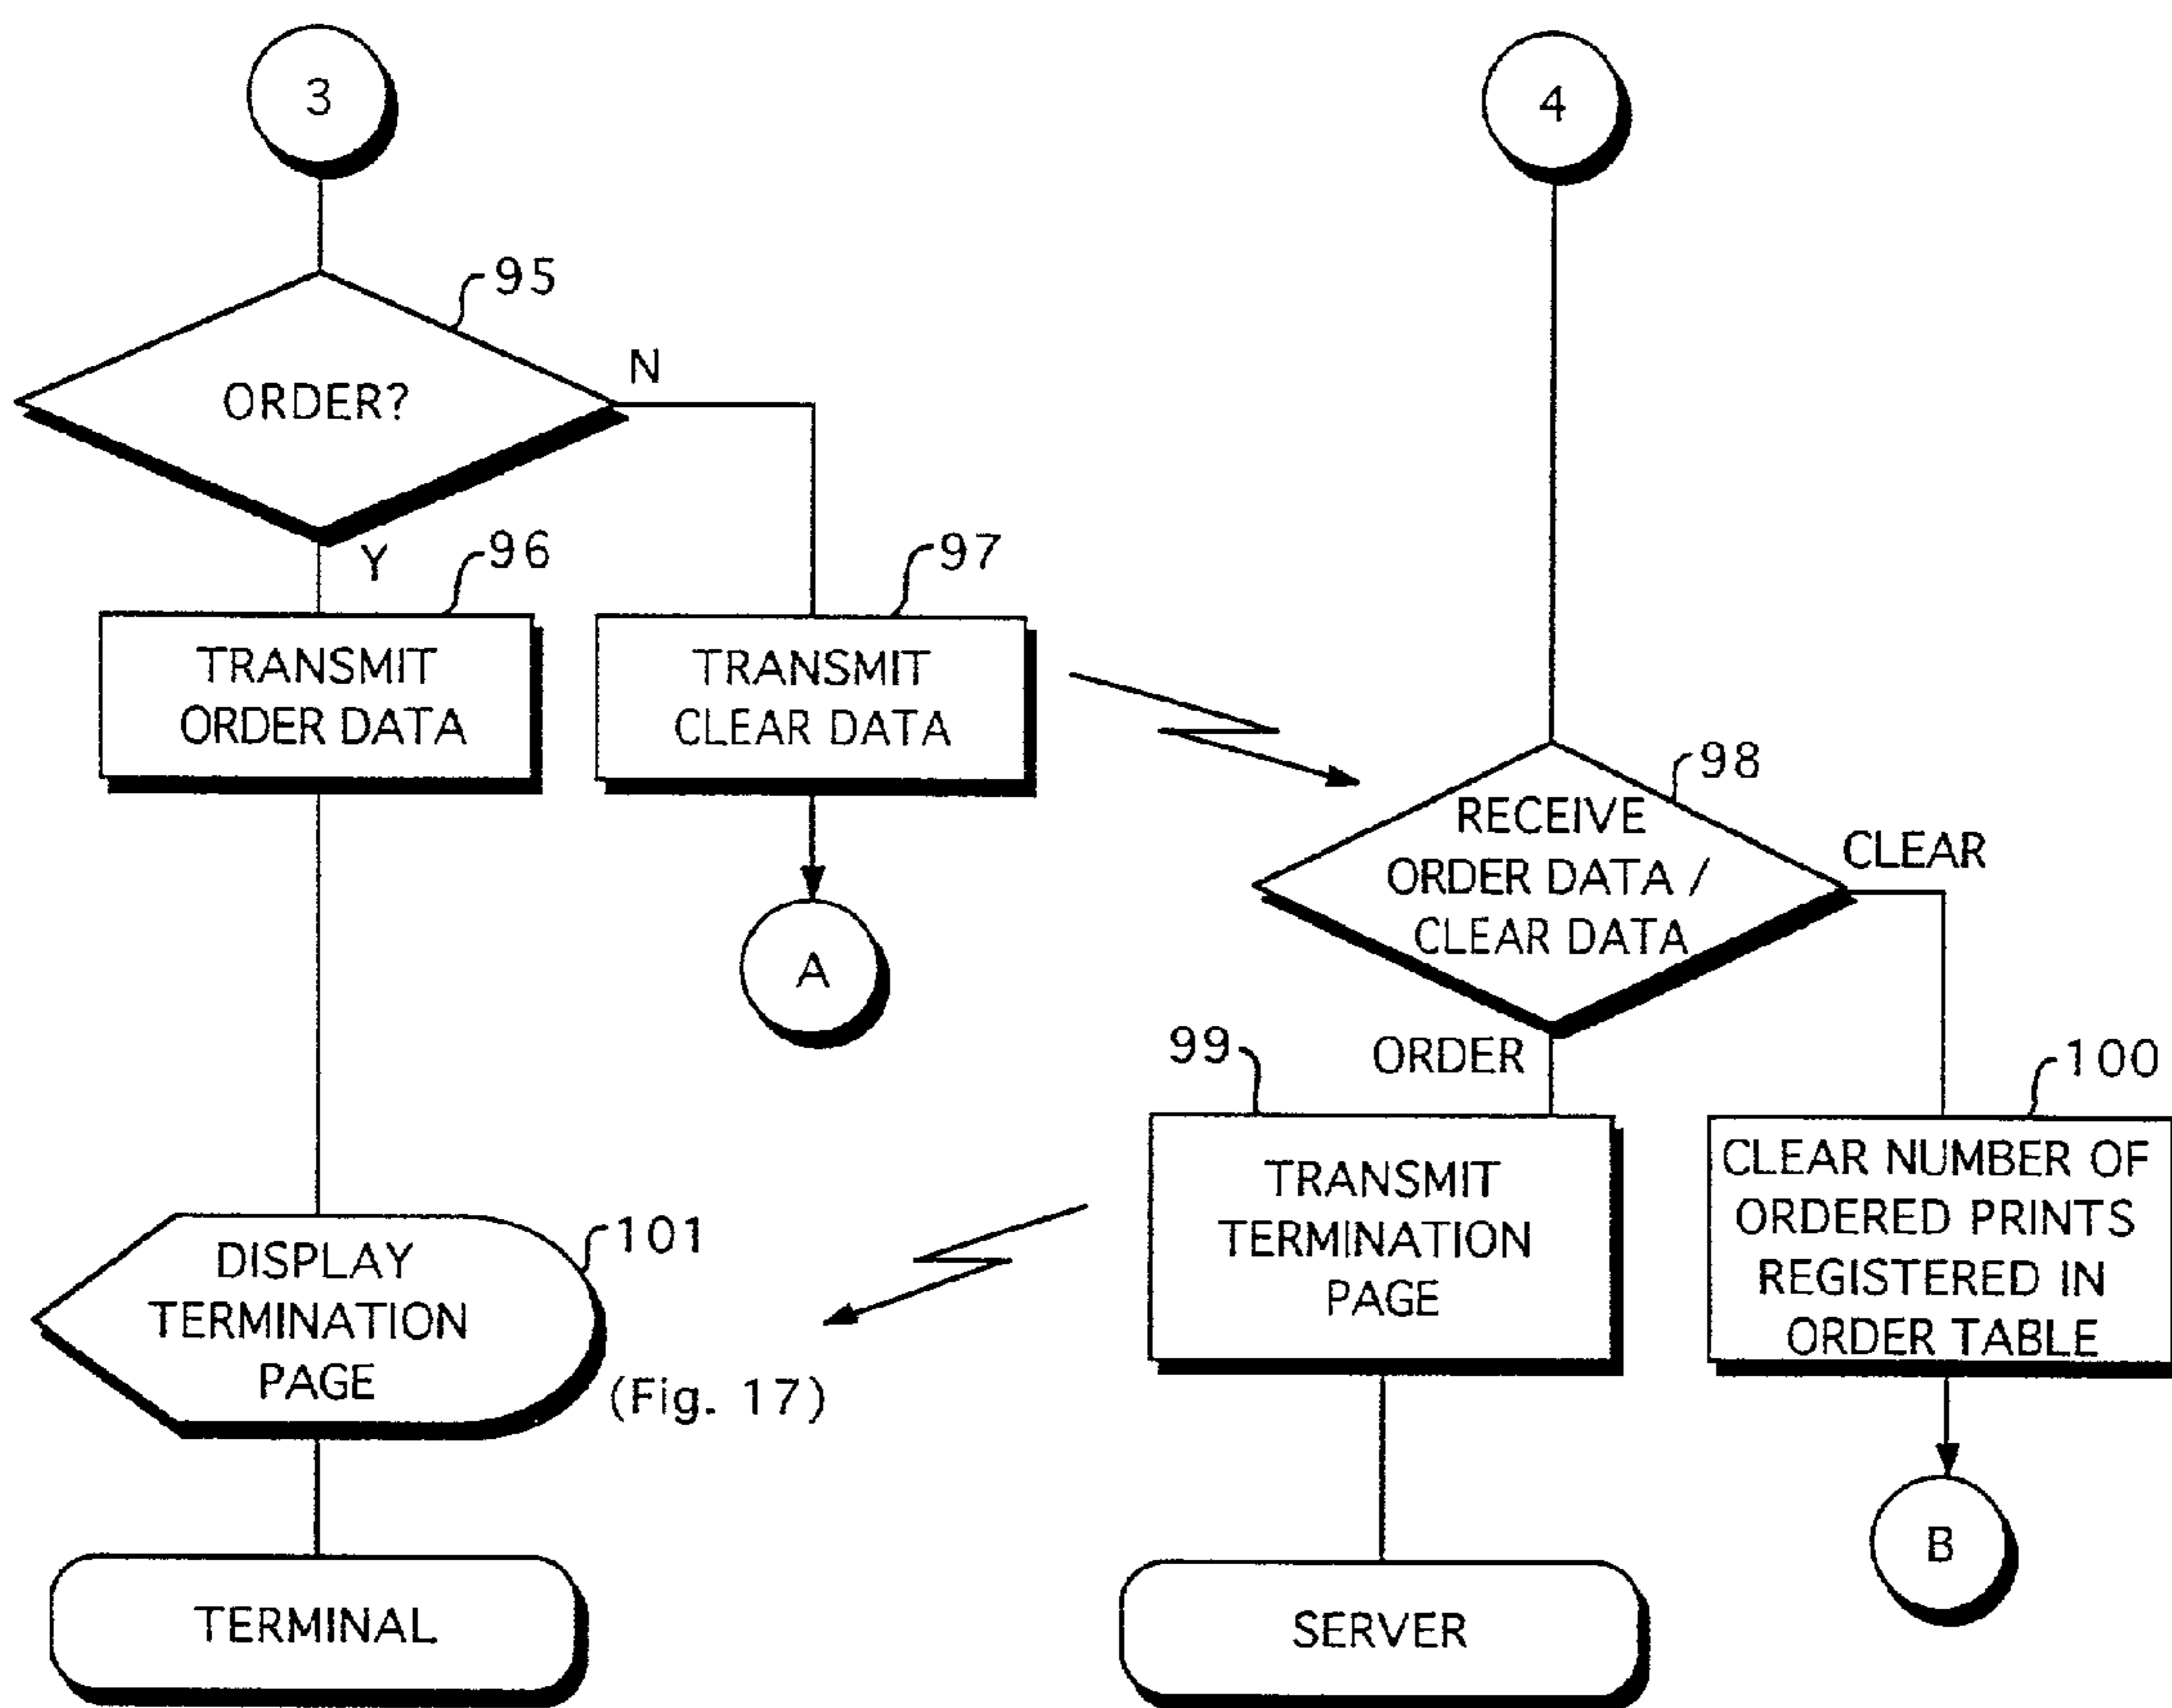 3
4
95
ORDER?
N
Y
96
97
TRANSMIT
ORDER DATA
TRANSMIT
CLEAR DATA
98
RECEIVE
ORDER DATA /
CLEAR DATA
CLEAR
A
ORDER
99
100
TRANSMIT
TERMINATION
PAGE
CLEAR NUMBER OF
ORDERED PRINTS
REGISTERED IN
ORDER TABLE
101
DISPLAY
TERMINATION
PAGE
(Fig. 17)
B
TERMINAL
SERVER